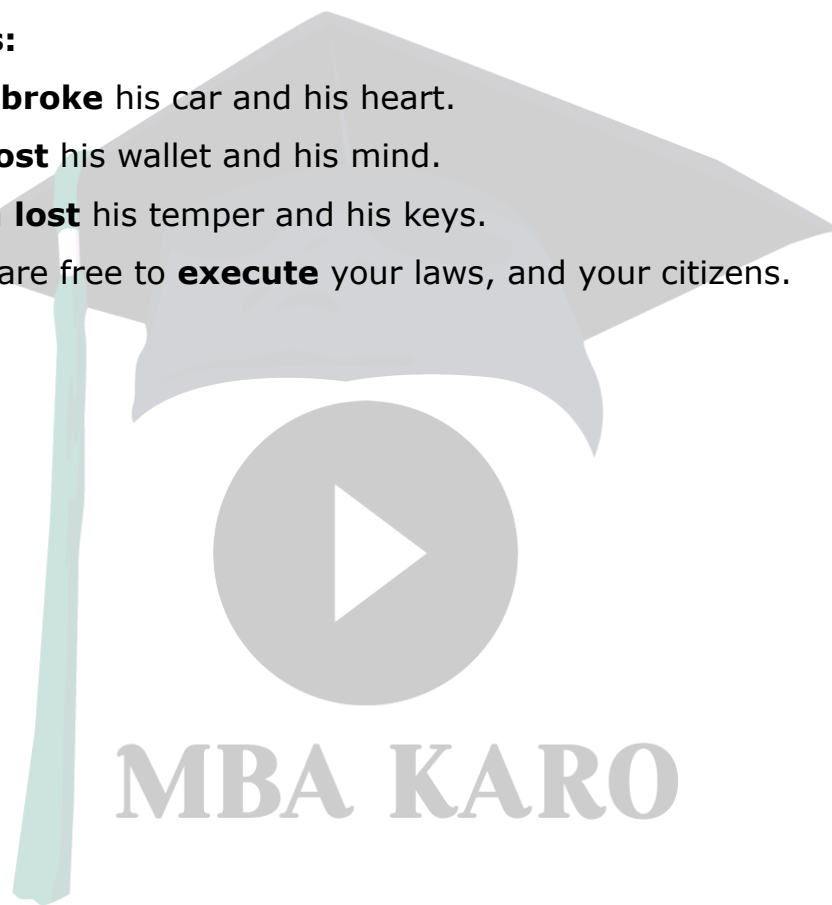 s:
broke his car and his heart.
ost his wallet and his mind.
lost his temper and his keys.
are free to execute your laws, and your citizens.
MBA KARO